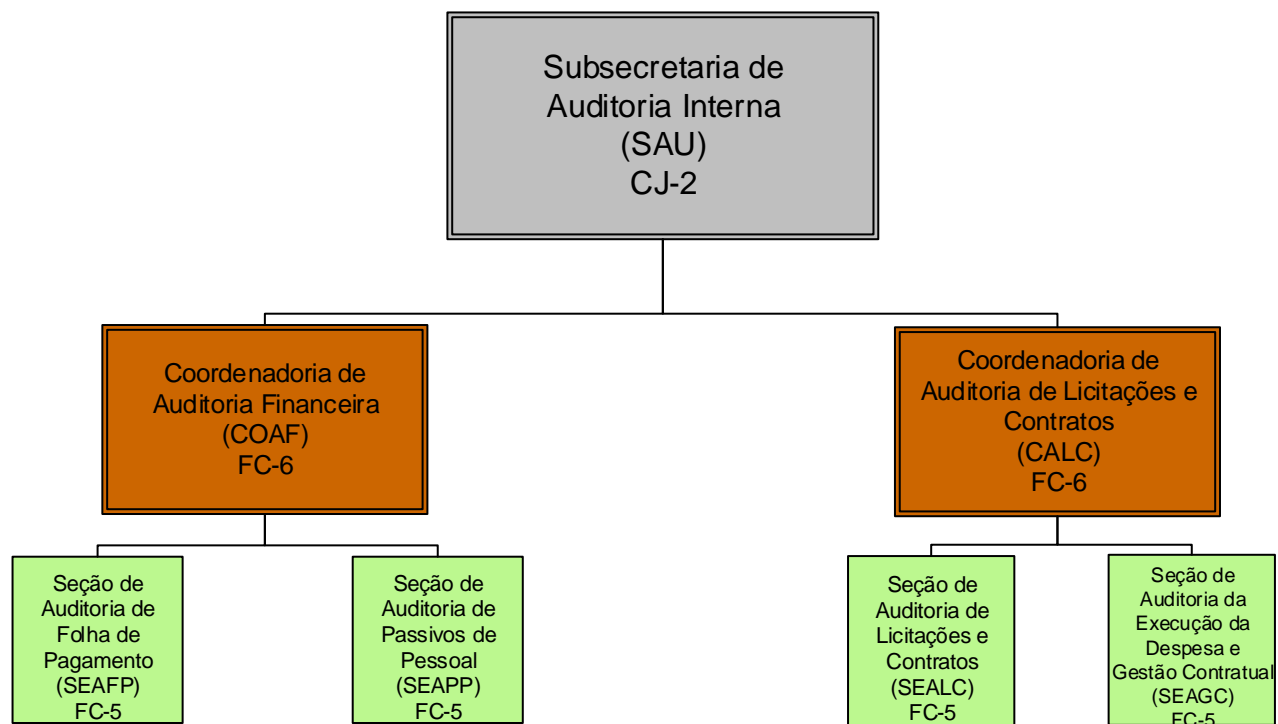 Subsecretaria de
Auditoria Interna
(SAU)
CJ-2
Coordenadoria de
Auditoria Financeira
(COAF)
FC-6
Coordenadoria de
Auditoria de Licitações e
Contratos
(CALC)
FC-6
Seção de
Auditoria de
Folha de
Pagamento
(SEAFP)
FC-5
Seção de
Auditoria de
Passivos de
Pessoal
(SEAPP)
FC-5
Seção de
Auditoria de
Licitações e
Contratos
(SEALC)
FC-5
Seção de
Auditoria da
Execução da
Despesa e
Gestão Contratual
(SEAGC)
FC-5